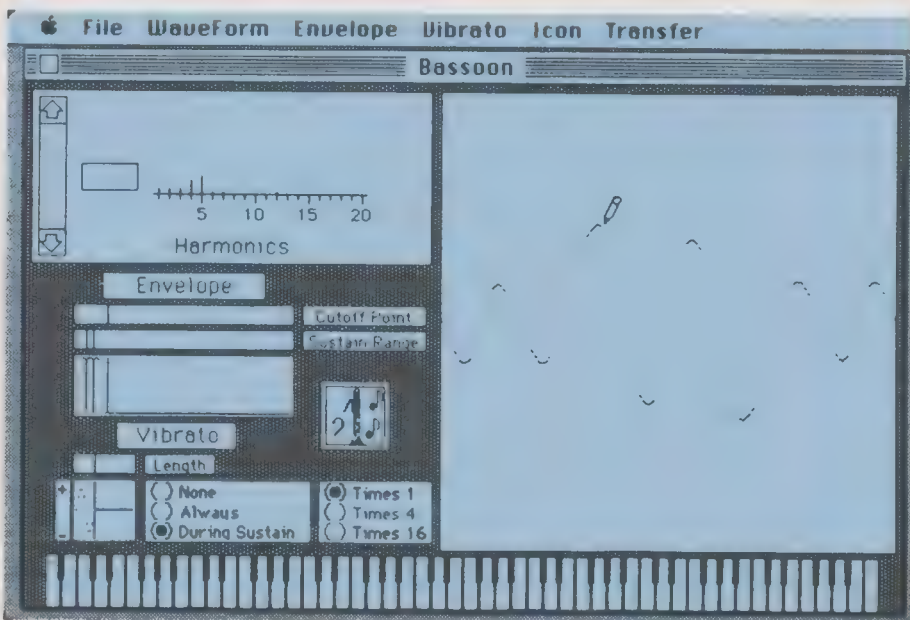 File WaveForm Envelope Vibrato Icon Transfer
Bassoon
5 10 15 20
Harmonics
Envelope
Cutoff Point
Sustain Range
Vibrato
Length
+
( ) None
( ) Always
(●) During Sustain
-
(●) Times 1
( ) Times 4
( ) Times 16